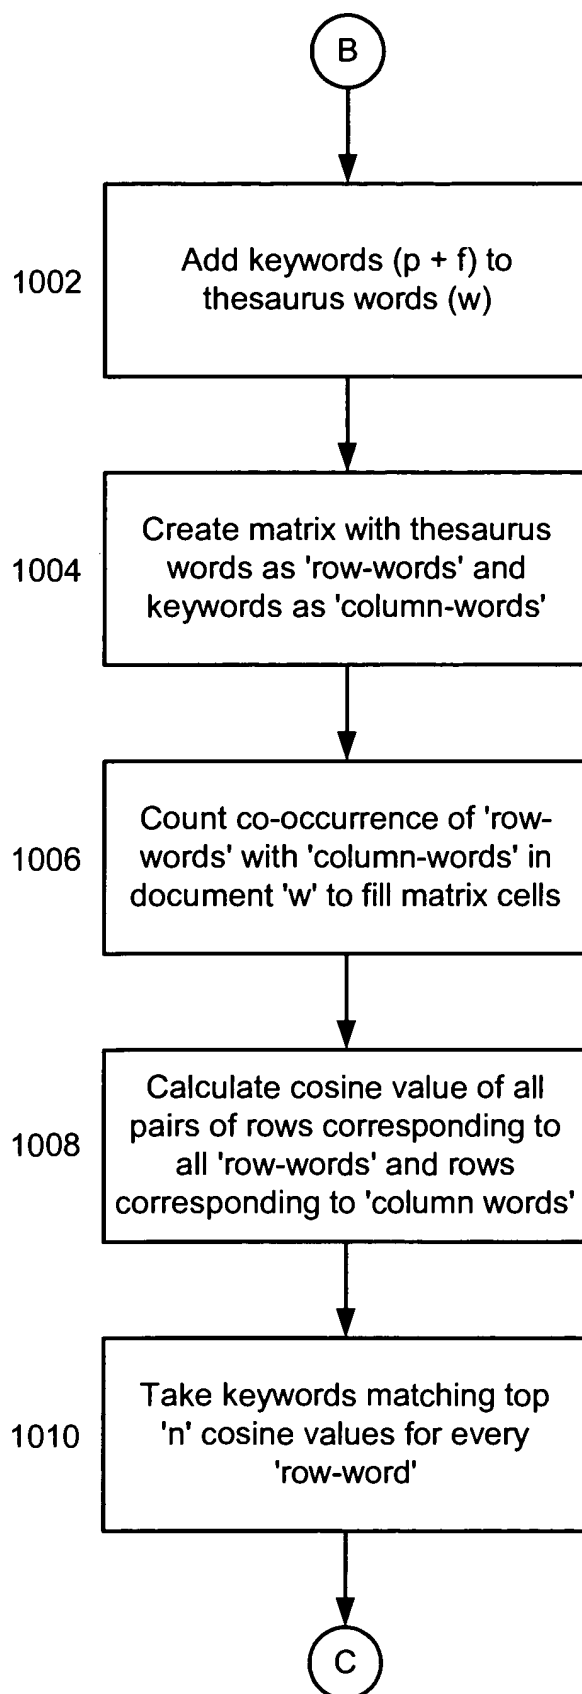 B
1002
Add keywords (p + f) to
thesaurus words (w)
1004
Create matrix with thesaurus
words as 'row-words' and
keywords as 'column-words'
1006
Count co-occurrence of 'row-
words' with 'column-words' in
document 'w' to fill matrix cells
1008
Calculate cosine value of all
pairs of rows corresponding to
all 'row-words' and rows
corresponding to 'column words'
1010
Take keywords matching top
'n' cosine values for every
'row-word'
C